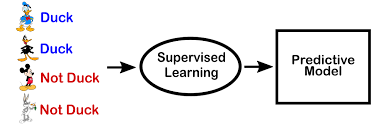 Duck
Duck
Not Duck
Not Duck
Supervised
Learning
Predictive
Model